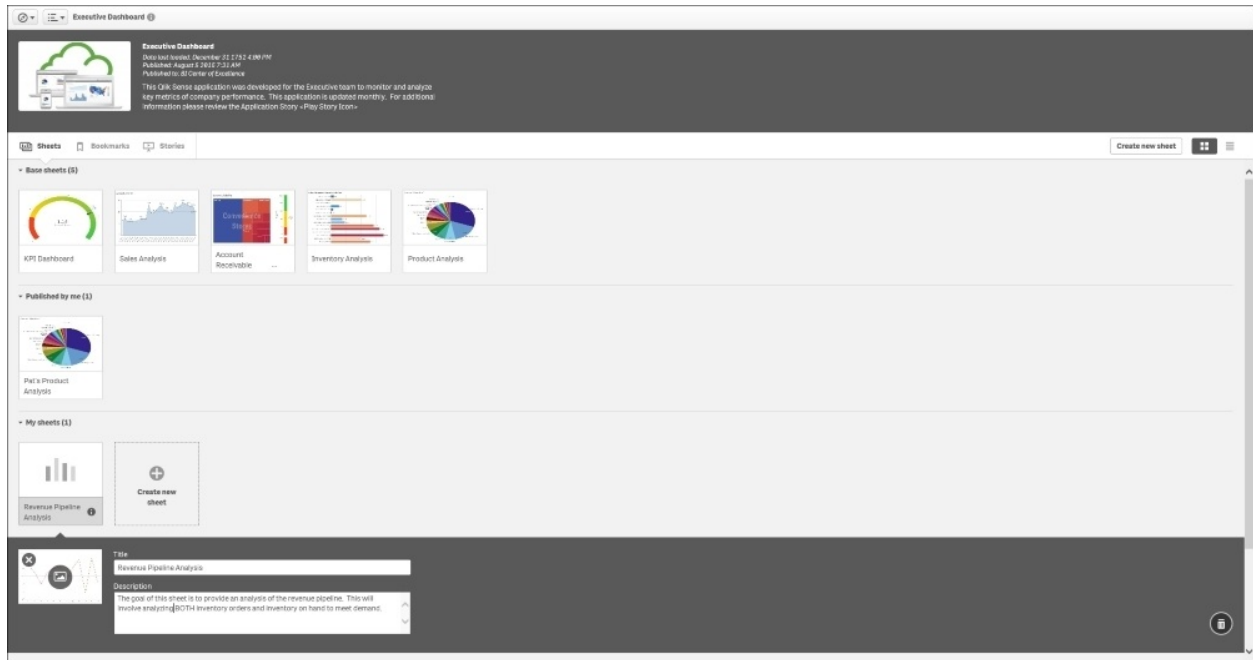 Executive Dashboard
Executive Dashboard
Data last loaded: December 31 1752 4:00 PM
Published: August 5 2015 7:31 AM
Published to: BI Center of Excellence
This Qlik Sense application was developed for the Executive team to monitor and analyze
key metrics of company performance. This application is updated monthly. For additional
information please review the Application Story <Play Story Icon>
Sheets Bookmarks Stories Create new sheet
Base sheets (5)
KPI Dashboard
Sales Analysis
Account
Receivable ...
Inventory Analysis
Product Analysis
Published by me (1)
Pat's Product
Analysis
My sheets (1)
Revenue Pipeline
Analysis
Create new
sheet
Title
Revenue Pipeline Analysis
Description
The goal of this sheet is to provide an analysis of the revenue pipeline. This will
involve analyzing BOTH inventory orders and inventory on hand to meet demand.